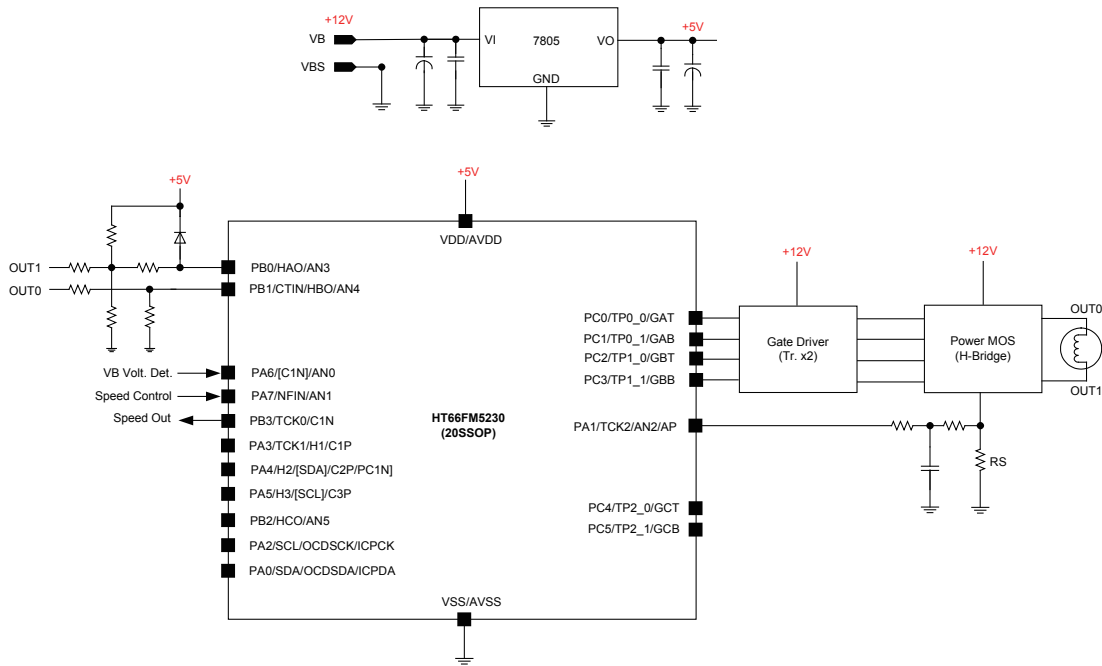 +12V
VB
VBS
VI
7805
VO
GND
+5V
+5V
+5V
VDD/AVDD
OUT1
OUT0
PB0/HAO/AN3
PB1/CTIN/HBO/AN4
VB Volt. Det.
PA6/[C1N]/AN0
Speed Control
PA7/NFIN/AN1
Speed Out
PB3/TCK0/C1N
PA3/TCK1/H1/C1P
PA4/H2/[SDA]/C2P/PC1N]
PA5/H3/[SCL]/C3P
PB2/HCO/AN5
PA2/SCL/OCDSCK/ICPCK
PA0/SDA/OCDSDA/ICPDA
HT66FM5230
(20SSOP)
VSS/AVSS
PC0/TP0_0/GAT
PC1/TP0_1/GAB
PC2/TP1_0/GBT
PC3/TP1_1/GBB
PA1/TCK2/AN2/AP
PC4/TP2_0/GCT
PC5/TP2_1/GCB
+12V
Gate Driver
(Tr. x2)
+12V
Power MOS
(H-Bridge)
OUT0
OUT1
RS